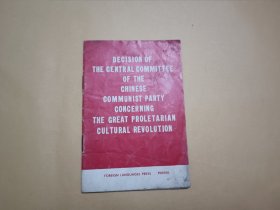 DECISION OF
THE CENTRAL COMMITTEE
OF THE
CHINESE
COMMUNIST PARTY
CONCERNING
THE GREAT PROLETARIAN
CULTURAL REVOLUTION
FOREIGN LANGUAGES PRESS PEKING